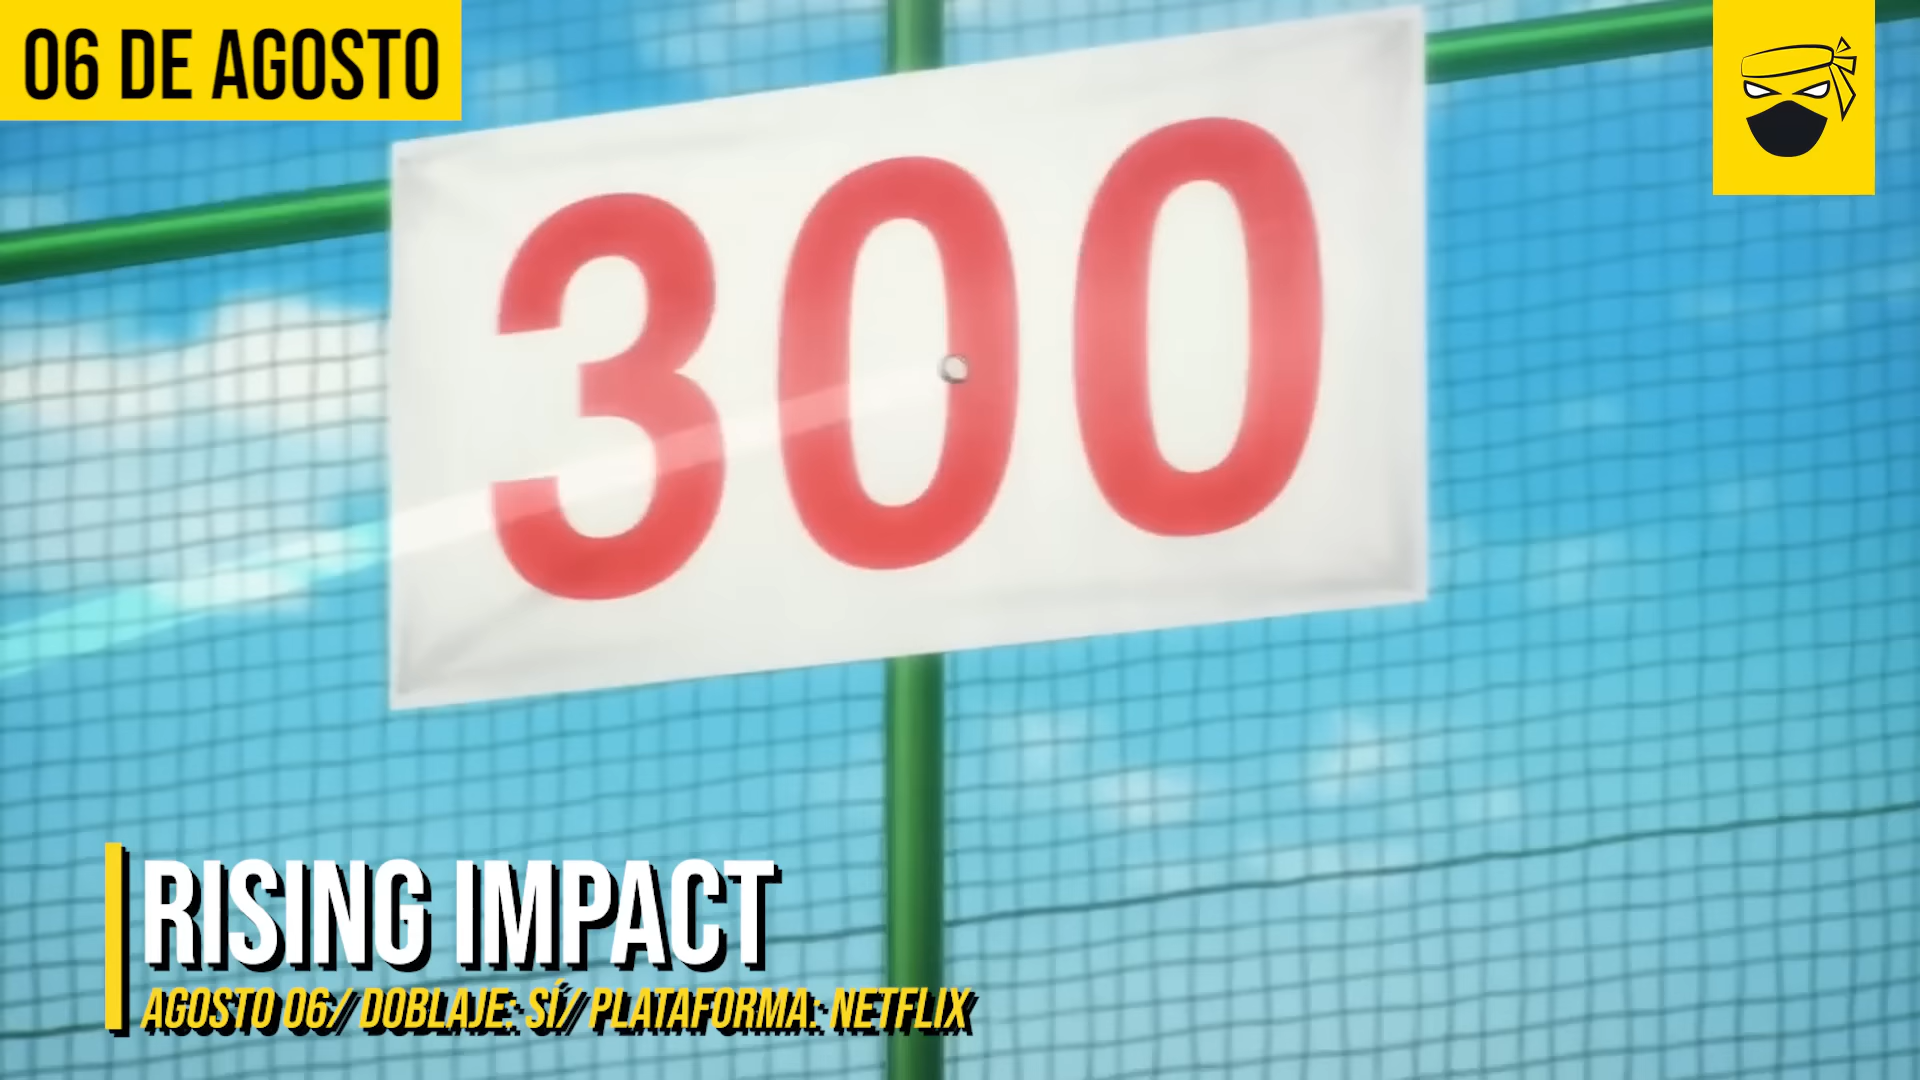 06 DE AGOSTO
300
RISING IMPACT
AGOSTO 06/ DOBLAJE: SÍ/ PLATAFORMA: NETFLIX